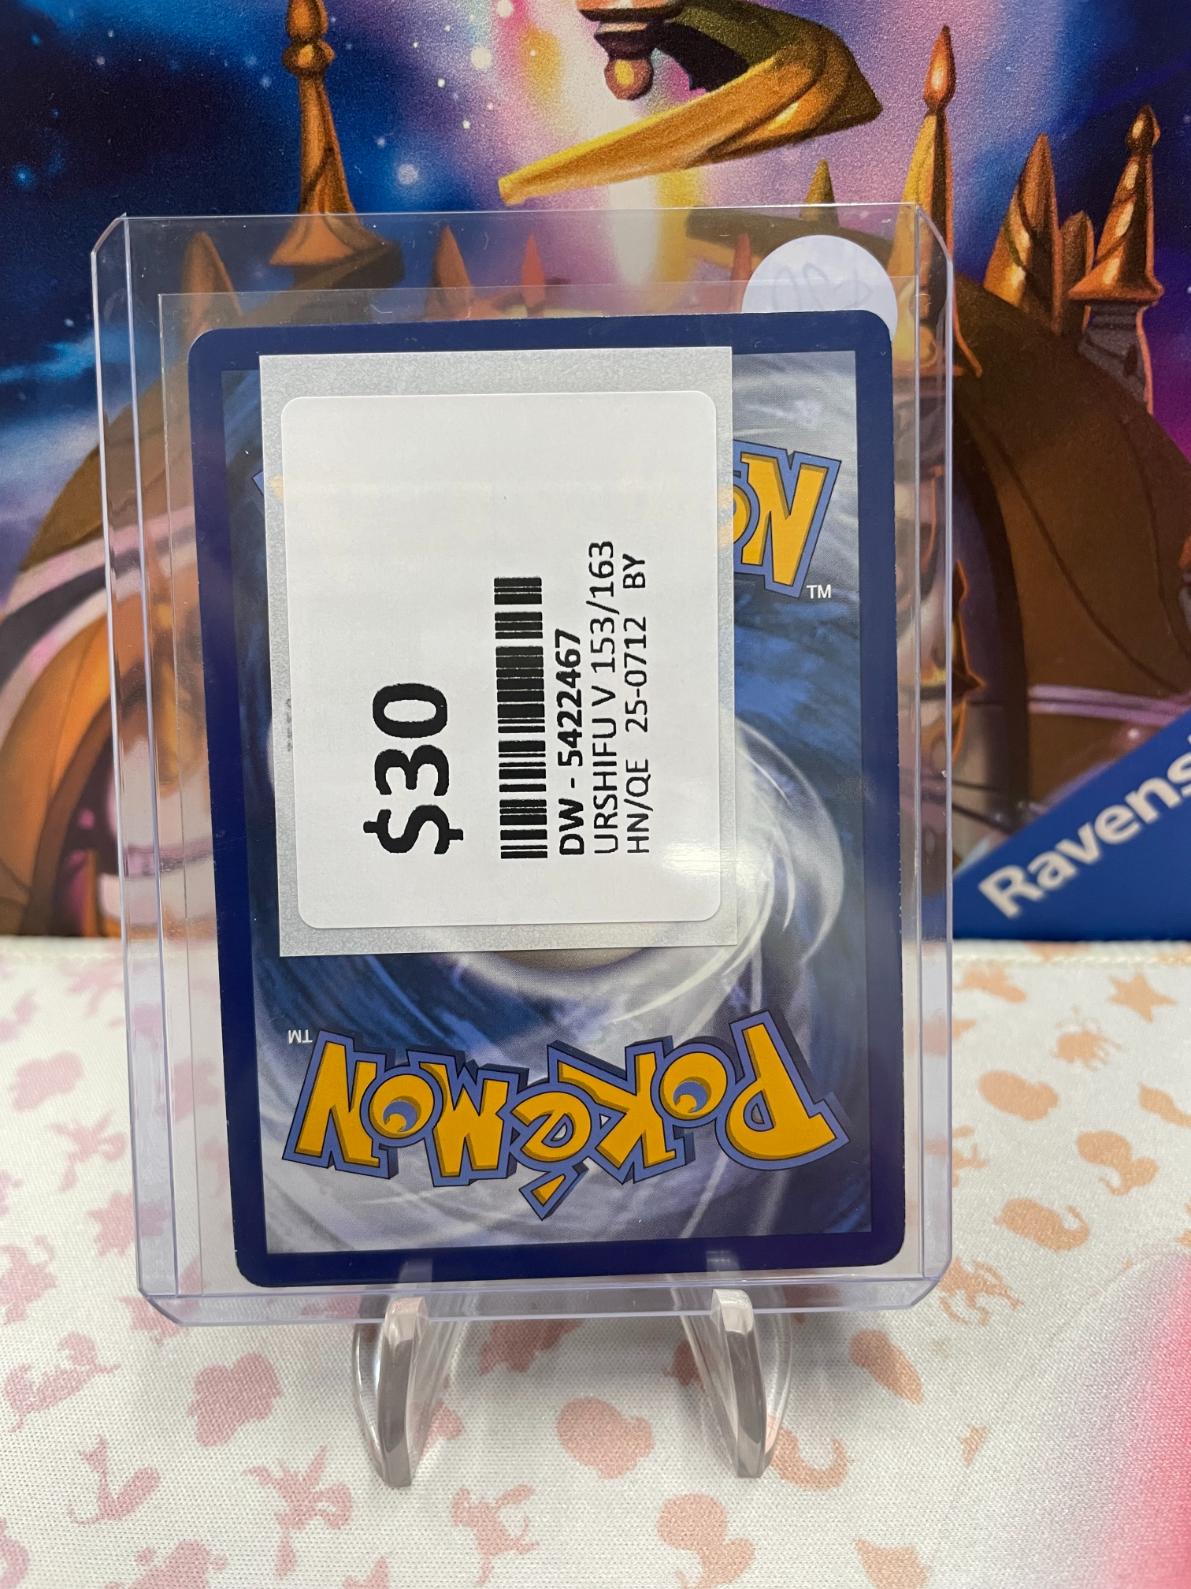 $30
DW - 5422467
URSHIFU V 153/163
HN/QE 25-0712 BY
TM
POKéMON
TM
Ravens